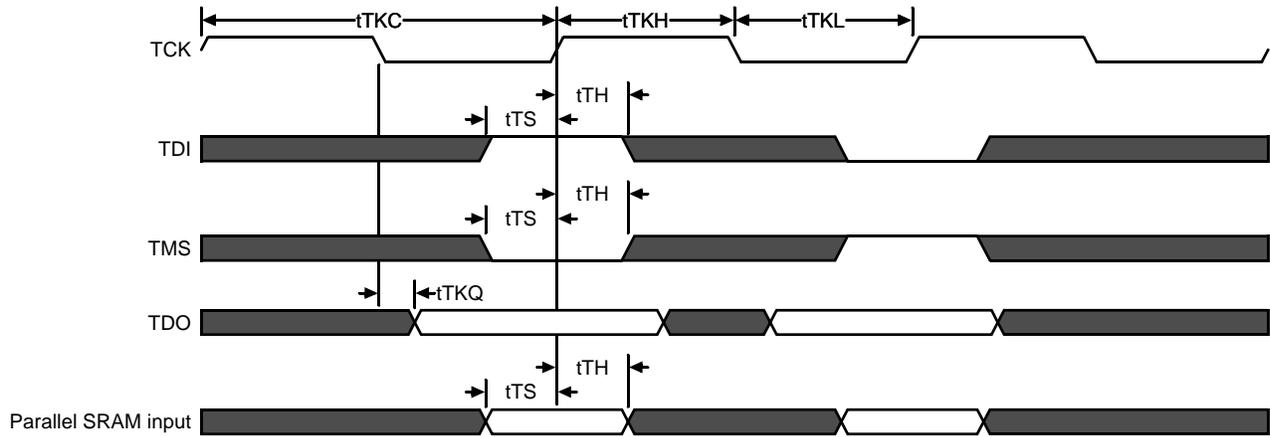 tTKC tTKH tTKL
TCK
tTH
tTS
TDI
tTH
tTS
TMS
tTKQ
TDO
tTH
tTS
Parallel SRAM input